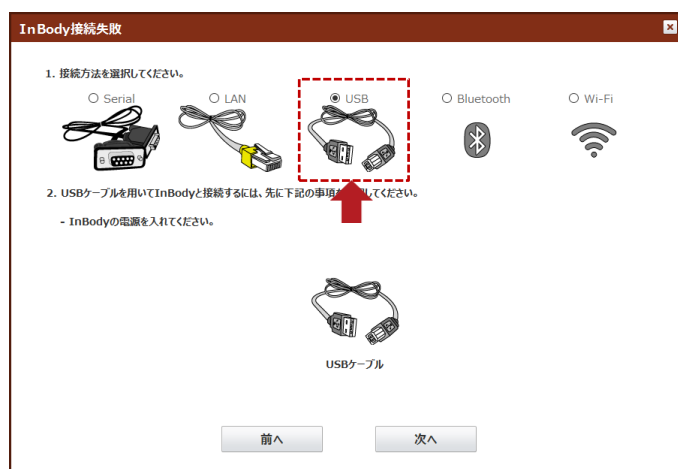 InBody接続失敗
1. 接続方法を選択してください。
Serial
LAN
USB
Bluetooth
Wi-Fi
2. USBケーブルを用いてInBodyと接続するには、先に下記の事項 してください。
- InBodyの電源を入れてください。
USBケーブル
前へ
次へ